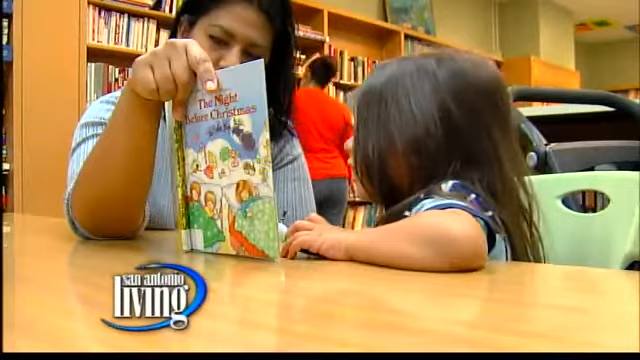 The Night
Before Christmas
san antonio
living